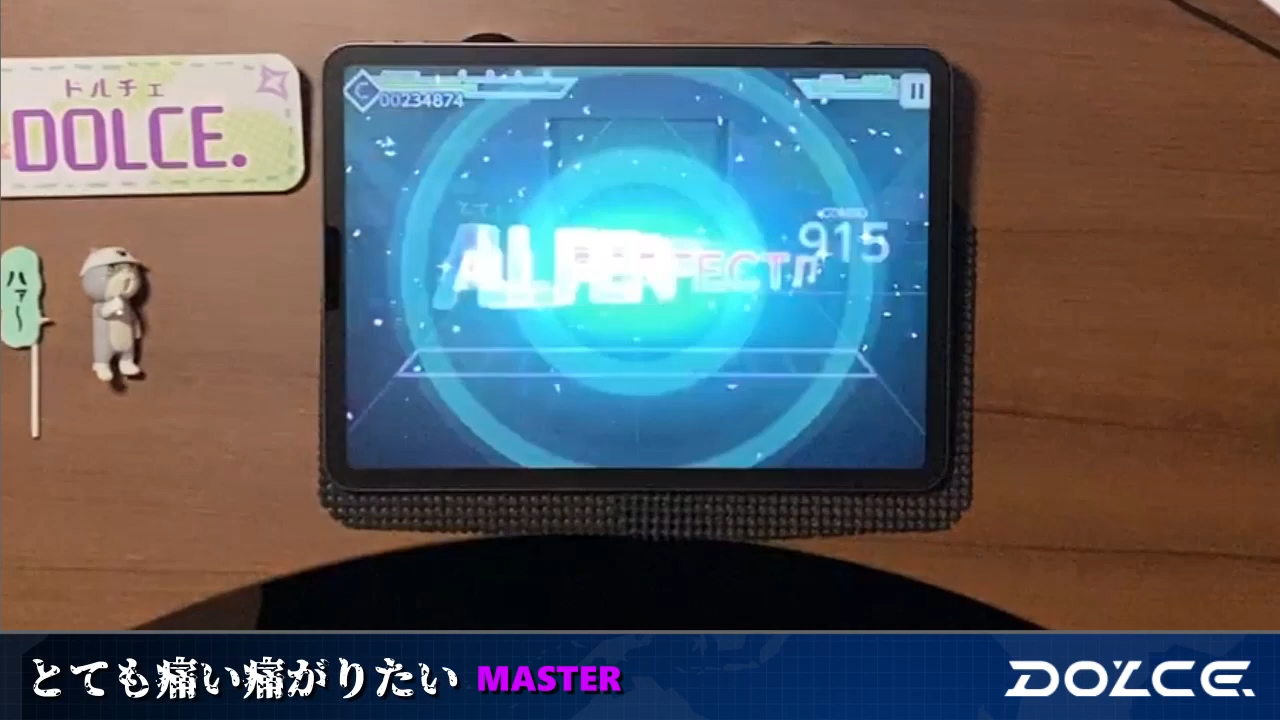 ドルチェ
DOLCE.
C
00234874
COMBO
915
ALL PERFECT
ハァ〜
とても痛い痛がりたい MASTER
DOLCE.